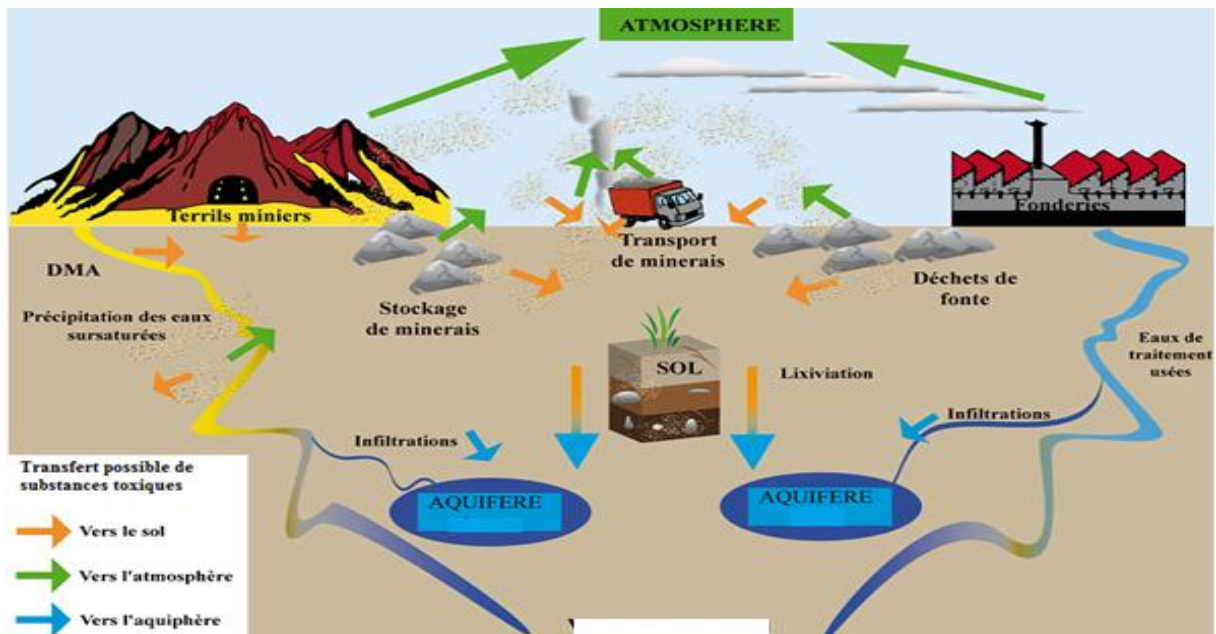 ATMOSPHERE
Terrils miniers
Fonderies
Transport
de minerais
DMA
Stockage
de minerais
Déchets de
fonte
Précipitation des eaux
sursaturées
SOL
Lixiviation
Eaux de
traitement
usées
Infiltrations
Infiltrations
AQUIFERE
AQUIFERE
Transfert possible de
substances toxiques
Vers le sol
Vers l'atmosphère
Vers l'aquiphère